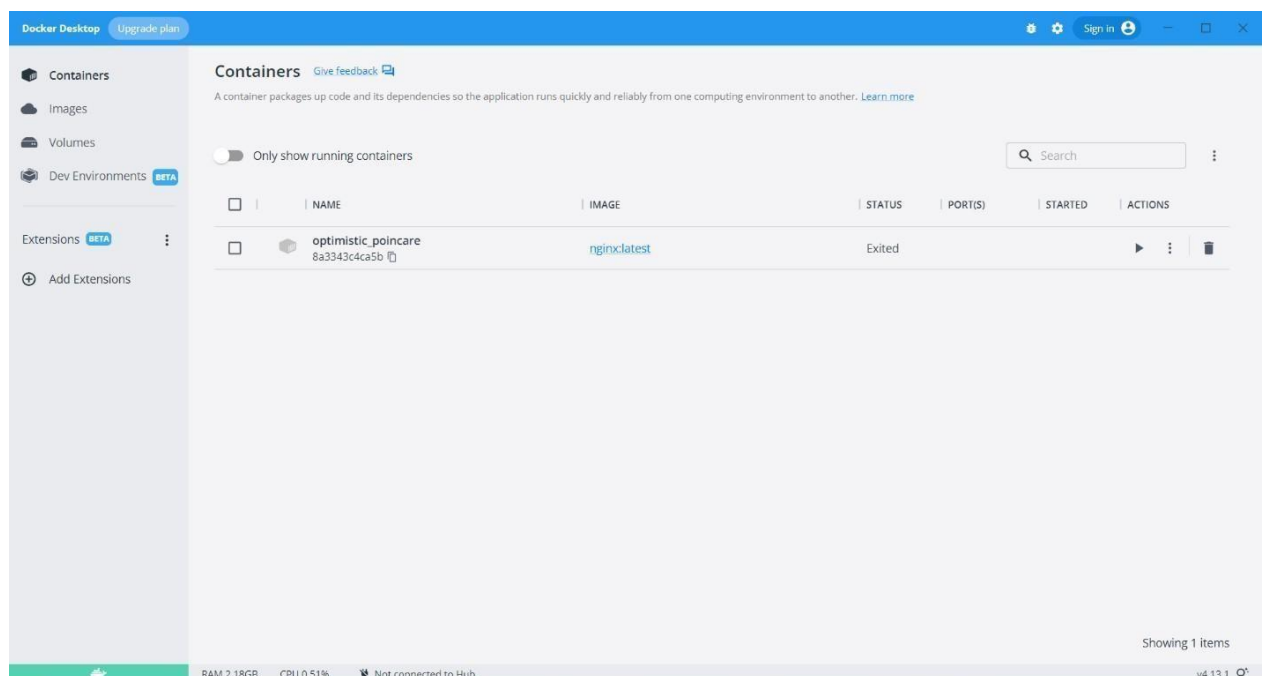 Docker Desktop Upgrade plan Sign in
Containers
Images
Volumes
Dev Environments BETA
Extensions BETA
Add Extensions
Containers Give feedback
A container packages up code and its dependencies so the application runs quickly and reliably from one computing environment to another. Learn more
Only show running containers
Search
NAME IMAGE STATUS PORT(S) STARTED ACTIONS
optimistic_poincare nginx:latest Exited
8a3343c4ca5b
Showing 1 items
RAM 2.18GB CPU 0.51% Not connected to Hub v4.13.1